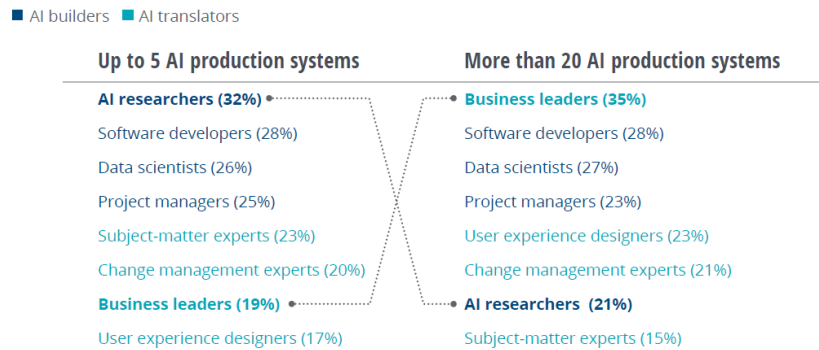 AI builders AI translators
Up to 5 AI production systems
AI researchers (32%)
Software developers (28%)
Data scientists (26%)
Project managers (25%)
Subject-matter experts (23%)
Change management experts (20%)
Business leaders (19%)
User experience designers (17%)
More than 20 AI production systems
Business leaders (35%)
Software developers (28%)
Data scientists (27%)
Project managers (23%)
User experience designers (23%)
Change management experts (21%)
AI researchers (21%)
Subject-matter experts (15%)